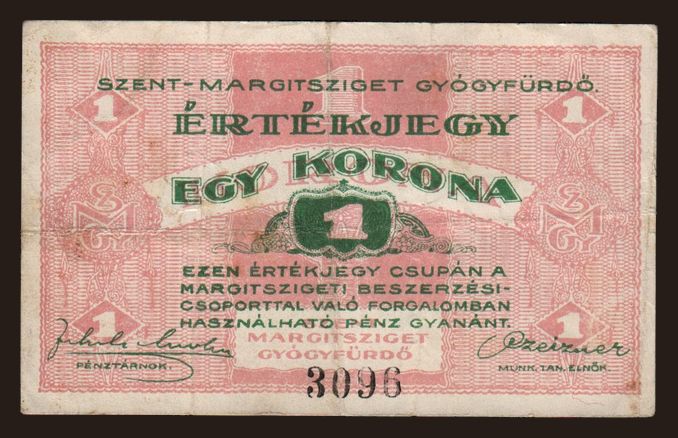 SZENT-MARGITSZIGET GYÓGYFÜRDŐ.
1 1 1
ÉRTÉKJEGY
EGY KORONA
1
EZEN ÉRTÉKJEGY CSUPÁN A
MARGITSZIGETI BESZERZÉSI-
CSOPORTTAL VALÓ FORGALOMBAN
HASZNÁLHATÓ PÉNZ GYANÁNT.
1 1
MARGITSZIGET
GYÓGYFÜRDŐ
PÉNZTÁRNOK.
MUNK. TAN. ELNÖK.
3096